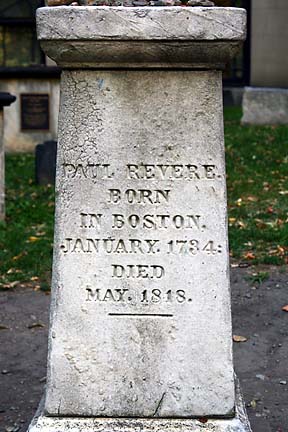 PAUL REVERE.
BORN
IN BOSTON.
JANUARY. 1734:
DIED
MAY. 1818.